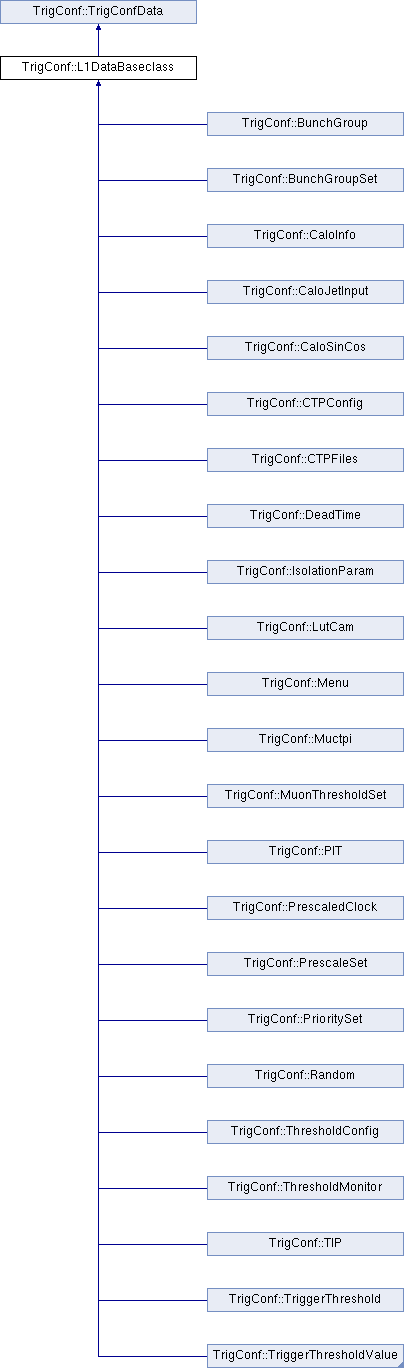 TrigConf::TrigConfData
TrigConf::L1DataBaseclass
TrigConf::BunchGroup
TrigConf::BunchGroupSet
TrigConf::CaloInfo
TrigConf::CaloJetInput
TrigConf::CaloSinCos
TrigConf::CTPConfig
TrigConf::CTPFiles
TrigConf::DeadTime
TrigConf::IsolationParam
TrigConf::LutCam
TrigConf::Menu
TrigConf::Muctpi
TrigConf::MuonThresholdSet
TrigConf::PIT
TrigConf::PrescaledClock
TrigConf::PrescaleSet
TrigConf::PrioritySet
TrigConf::Random
TrigConf::ThresholdConfig
TrigConf::ThresholdMonitor
TrigConf::TIP
TrigConf::TriggerThreshold
TrigConf::TriggerThresholdValue